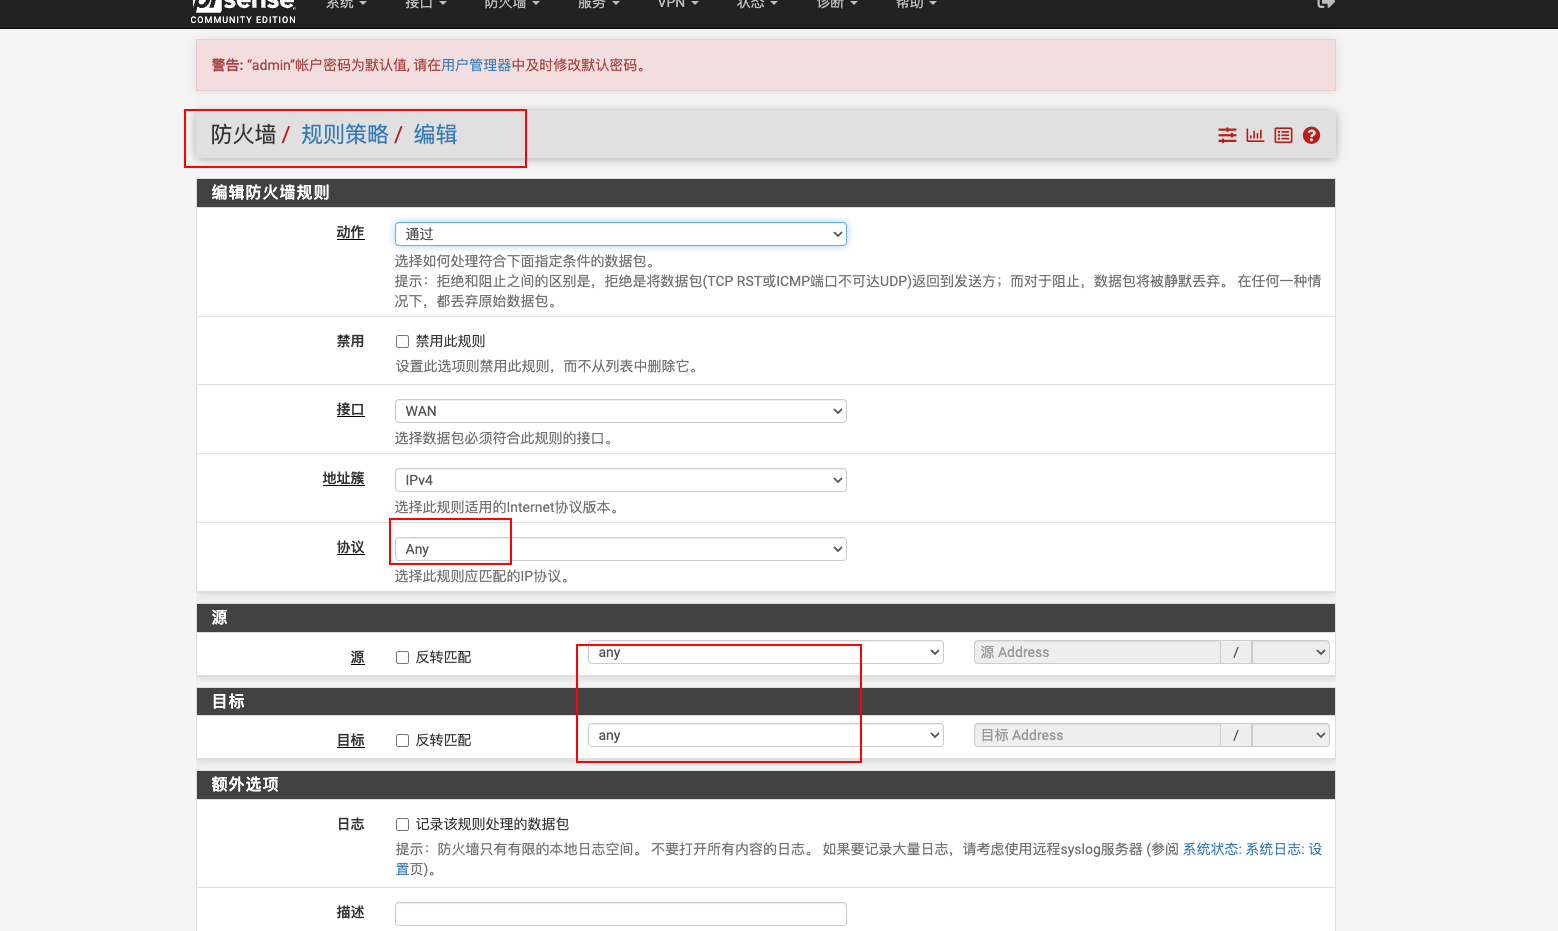 pfsense
系统 接口 防火墙 服务 VPN 状态 诊断 帮助
COMMUNITY EDITION
警告: “admin”帐户密码为默认值, 请在用户管理器中及时修改默认密码。
防火墙 / 规则策略 / 编辑
编辑防火墙规则
动作 通过
选择如何处理符合下面指定条件的数据包。
提示：拒绝和阻止之间的区别是，拒绝是将数据包(TCP RST或ICMP端口不可达UDP)返回到发送方；而对于阻止，数据包将被静默丢弃。 在任何一种情
况下，都丢弃原始数据包。
禁用 禁用此规则
设置此选项则禁用此规则，而不从列表中删除它。
接口 WAN
选择数据包必须符合此规则的接口。
地址簇 IPv4
选择此规则适用的Internet协议版本。
协议 Any
选择此规则应匹配的IP协议。
源
源 反转匹配 any 源 Address /
目标
目标 反转匹配 any 目标 Address /
额外选项
日志 记录该规则处理的数据包
提示：防火墙只有有限的本地日志空间。 不要打开所有内容的日志。 如果要记录大量日志，请考虑使用远程syslog服务器 (参阅 系统状态: 系统日志: 设
置页)。
描述